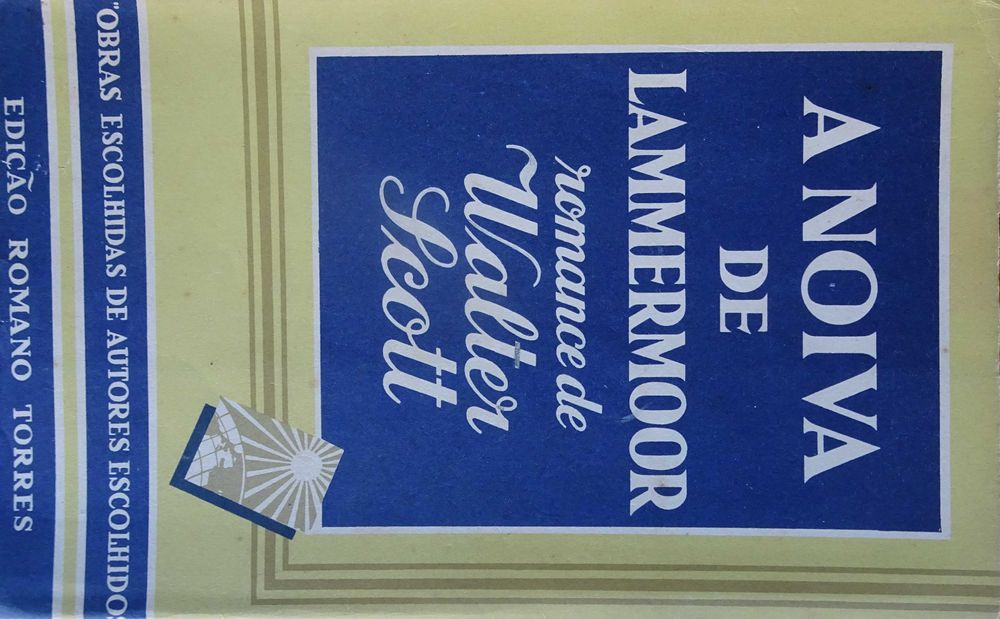 A NOIVA
DE
LAMMERMOOR
romance de
Walter
Scott
"OBRAS ESCOLHIDAS DE AUTORES ESCOLHIDOS
EDIÇÃO ROMANO TORRES